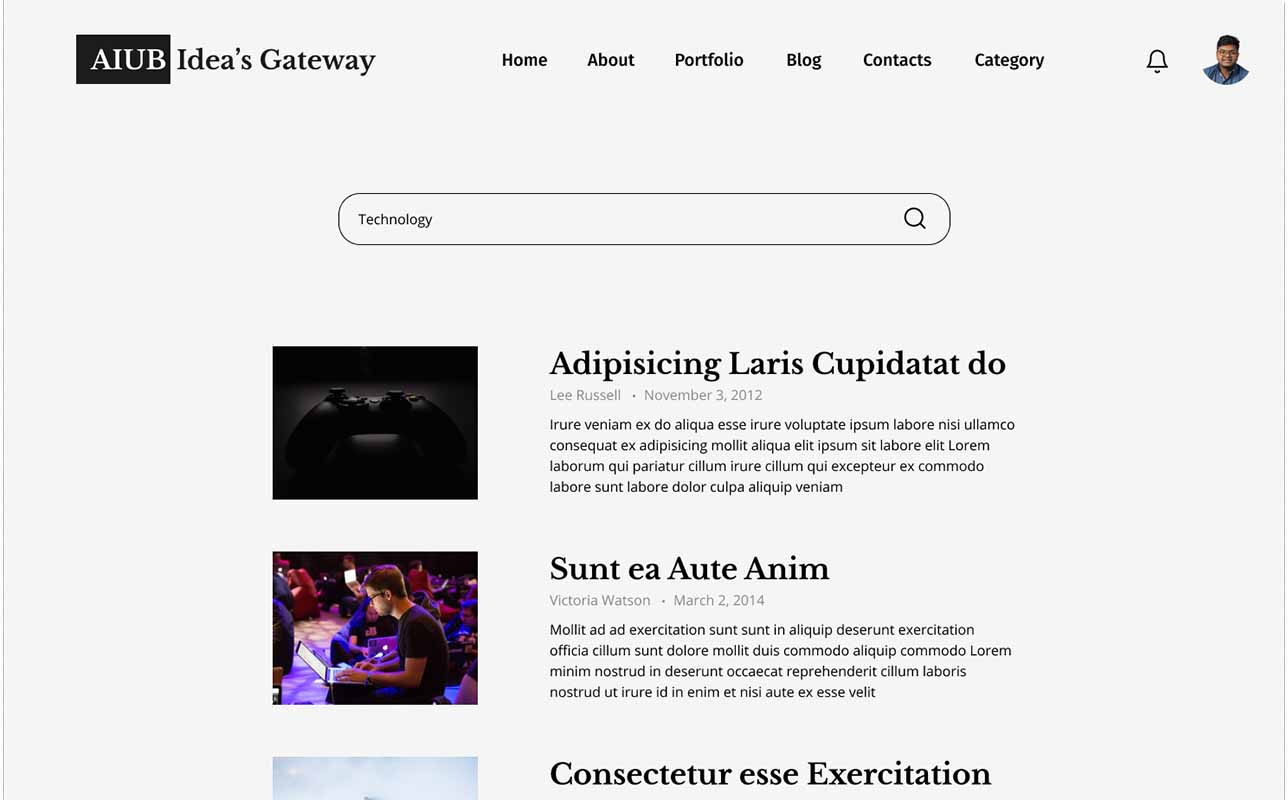 AIUB Idea’s Gateway
Home About Portfolio Blog Contacts Category
Technology
Adipisicing Laris Cupidatat do
Lee Russell • November 3, 2012
Irure veniam ex do aliqua esse irure voluptate ipsum labore nisi ullamco
consequat ex adipisicing mollit aliqua elit ipsum sit labore elit Lorem
laborum qui pariatur cillum irure cillum qui excepteur ex commodo
labore sunt labore dolor culpa aliquip veniam
Sunt ea Aute Anim
Victoria Watson • March 2, 2014
Mollit ad ad exercitation sunt sunt in aliquip deserunt exercitation
officia cillum sunt dolore mollit duis commodo aliquip commodo Lorem
minim nostrud in deserunt occaecat reprehenderit cillum laboris
nostrud ut irure id in enim et nisi aute ex esse velit
Consectetur esse Exercitation